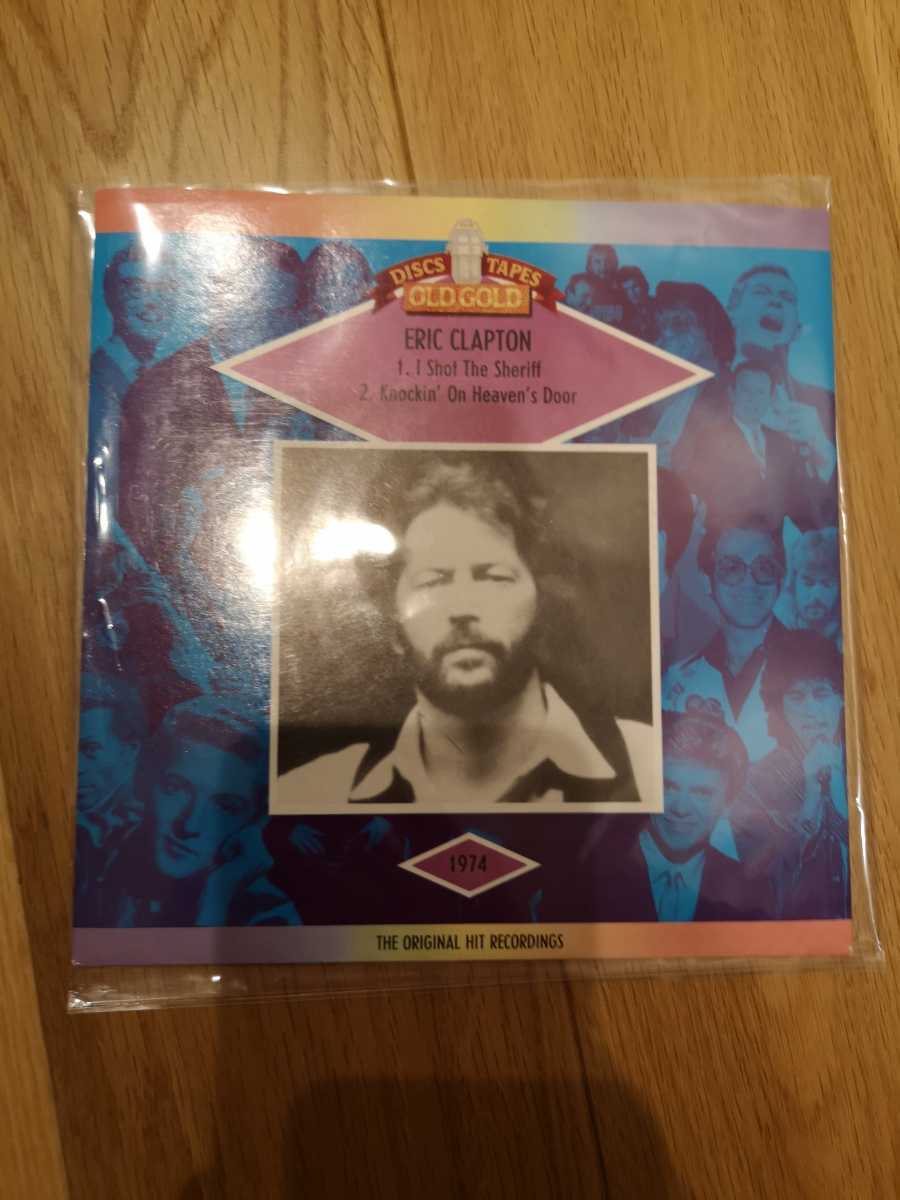 DISCS TAPES
OLD GOLD
ERIC CLAPTON
1. I Shot The Sheriff
2. Knockin' On Heaven's Door
1974
THE ORIGINAL HIT RECORDINGS